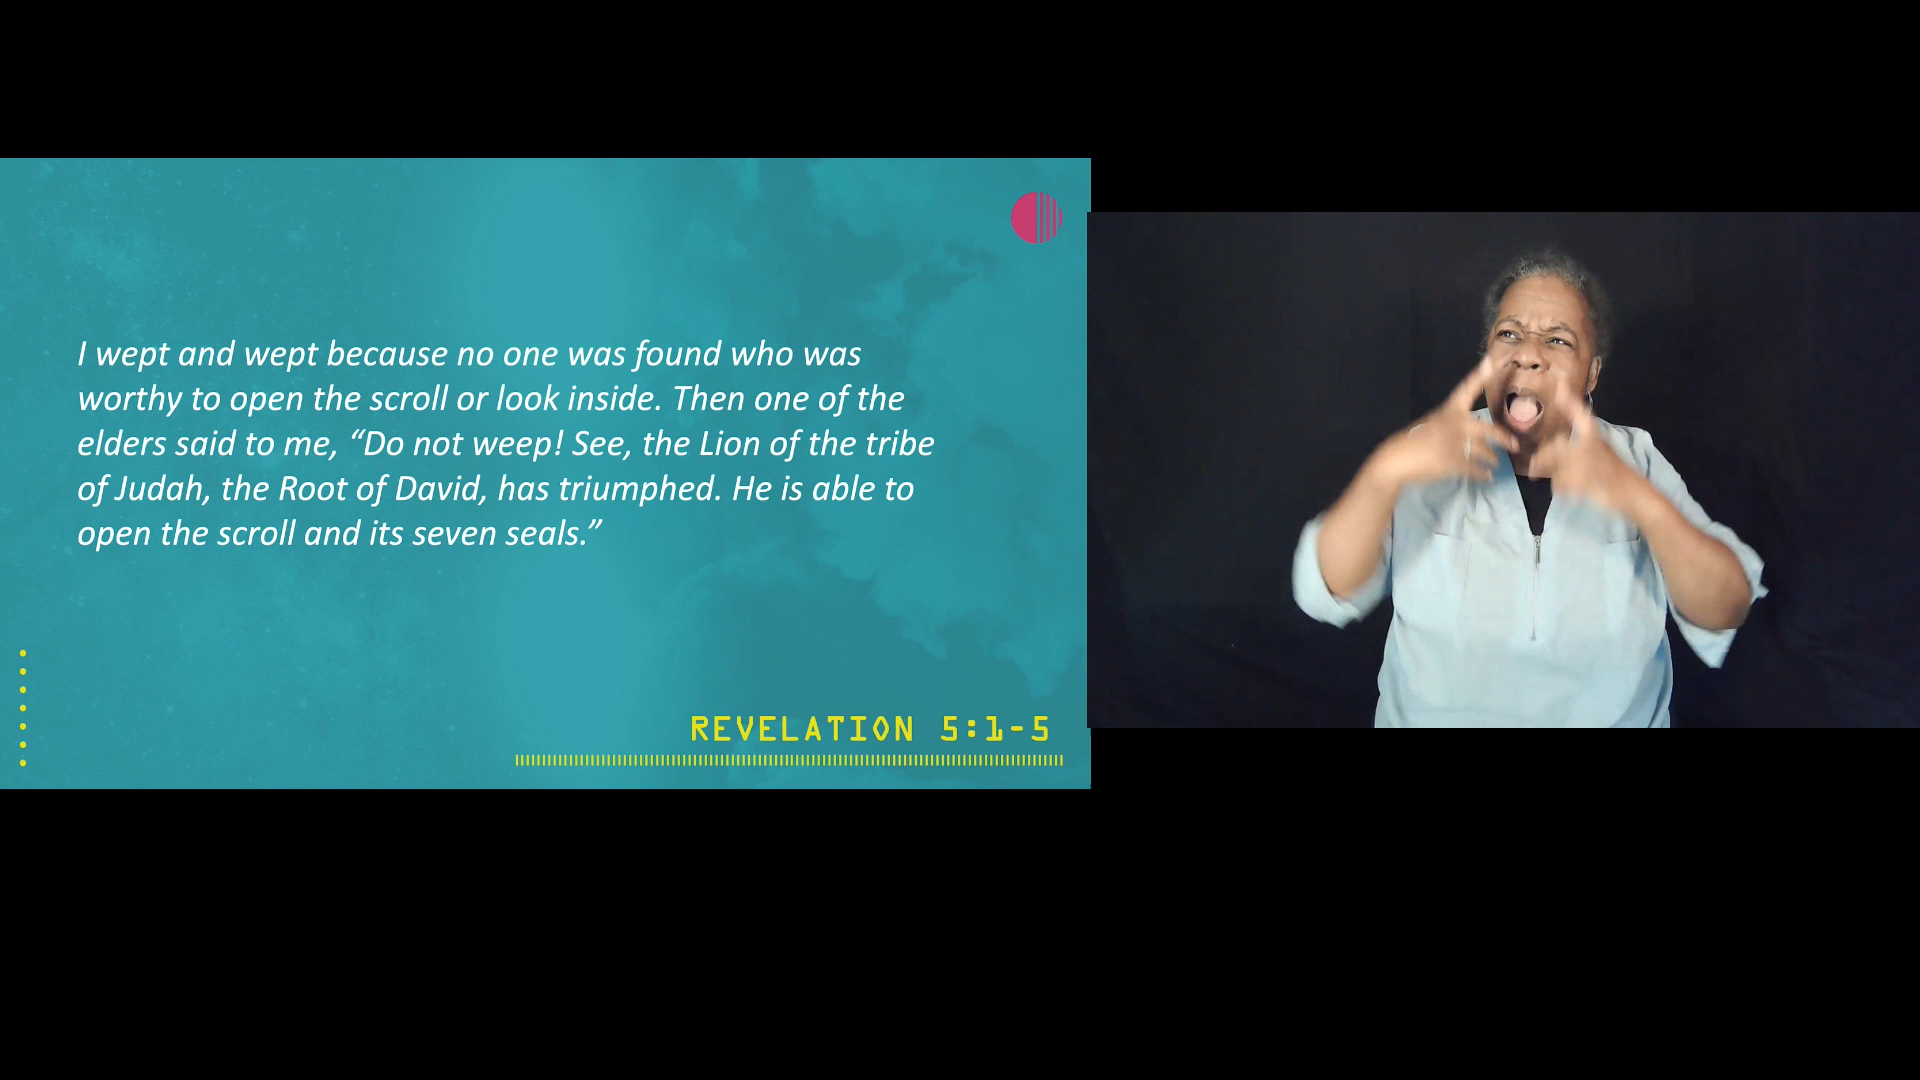 I wept and wept because no one was found who was
worthy to open the scroll or look inside. Then one of the
elders said to me, “Do not weep! See, the Lion of the tribe
of Judah, the Root of David, has triumphed. He is able to
open the scroll and its seven seals.”
REVELATION 5:1-5